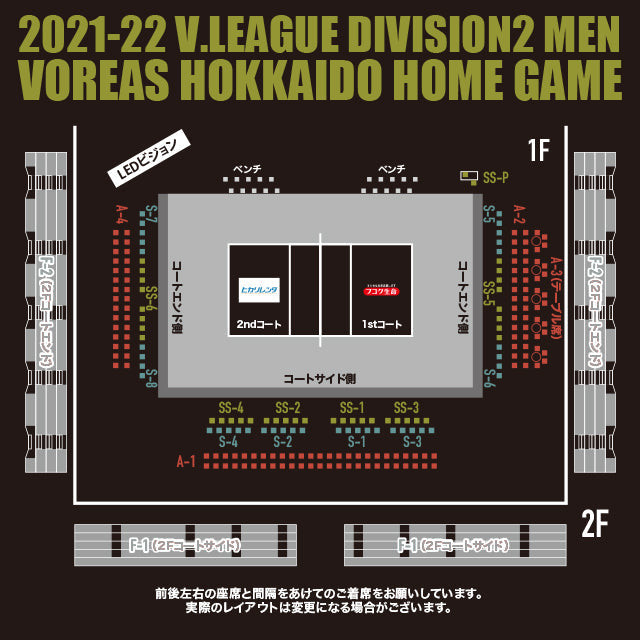 2021-22 V.LEAGUE DIVISION2 MEN
VOREAS HOKKAIDO HOME GAME
LEDビジョン
1F
ベンチ
ベンチ
SS-P
A-4
S-7
S-5
A-2
F-2(2Fコートエンド)
SS-6
コートエンド側
コートエンド側
SS-5
A-3(テーブル席)
F-2(2Fコートエンド)
ヒカリレンタ
フコク生命
2ndコート
1stコート
S-8
S-6
コートサイド側
SS-4
SS-2
SS-1
SS-3
S-4
S-2
S-1
S-3
A-1
2F
F-1(2Fコートサイド)
F-1(2Fコートサイド)
前後左右の座席と間隔をあけてのご着席をお願いしています。
実際のレイアウトは変更になる場合がございます。